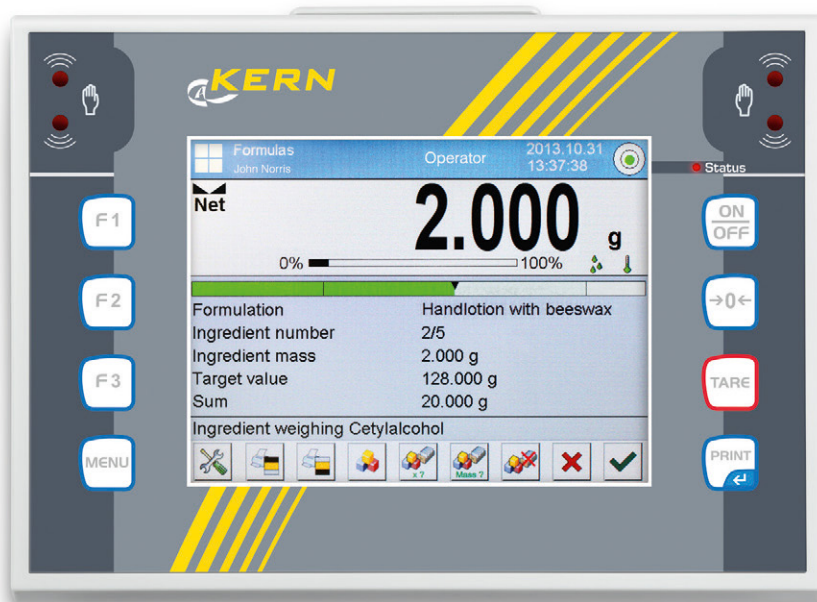 KERN
Formulas
John Norris
Operator
2013.10.31
13:37:38
Status
Net
2.000 g
0% 100%
Formulation Handlotion with beeswax
Ingredient number 2/5
Ingredient mass 2.000 g
Target value 128.000 g
Sum 20.000 g
Ingredient weighing Cetylalcohol
x ?
Mass ?
F1
F2
F3
MENU
ON
OFF
→0←
TARE
PRINT